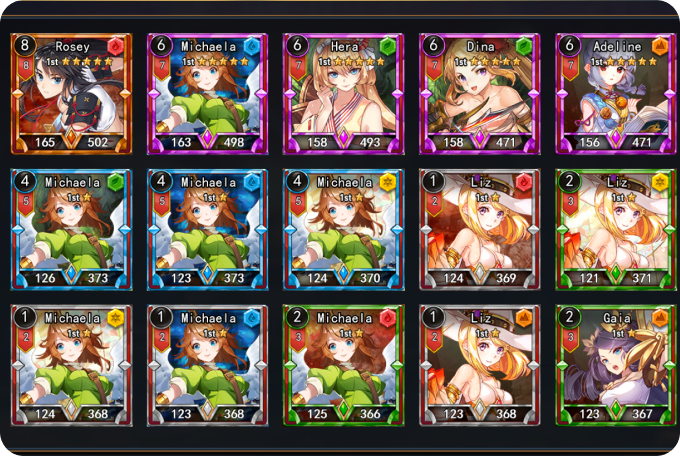 8 Rosey
8 1st
165 502
6 Michaela
7 1st
163 498
6 Hera
7 1st
158 493
6 Dina
7 1st
158 471
6 Adeline
7 1st
156 471
4 Michaela
5 1st
126 373
4 Michaela
5 1st
123 373
4 Michaela
5 1st
124 370
1 Liz
2 1st
124 369
2 Liz
3 1st
121 371
1 Michaela
2 1st
124 368
1 Michaela
2 1st
123 368
2 Michaela
3 1st
125 366
1 Liz
2 1st
123 368
2 Gaia
3 1st
123 367